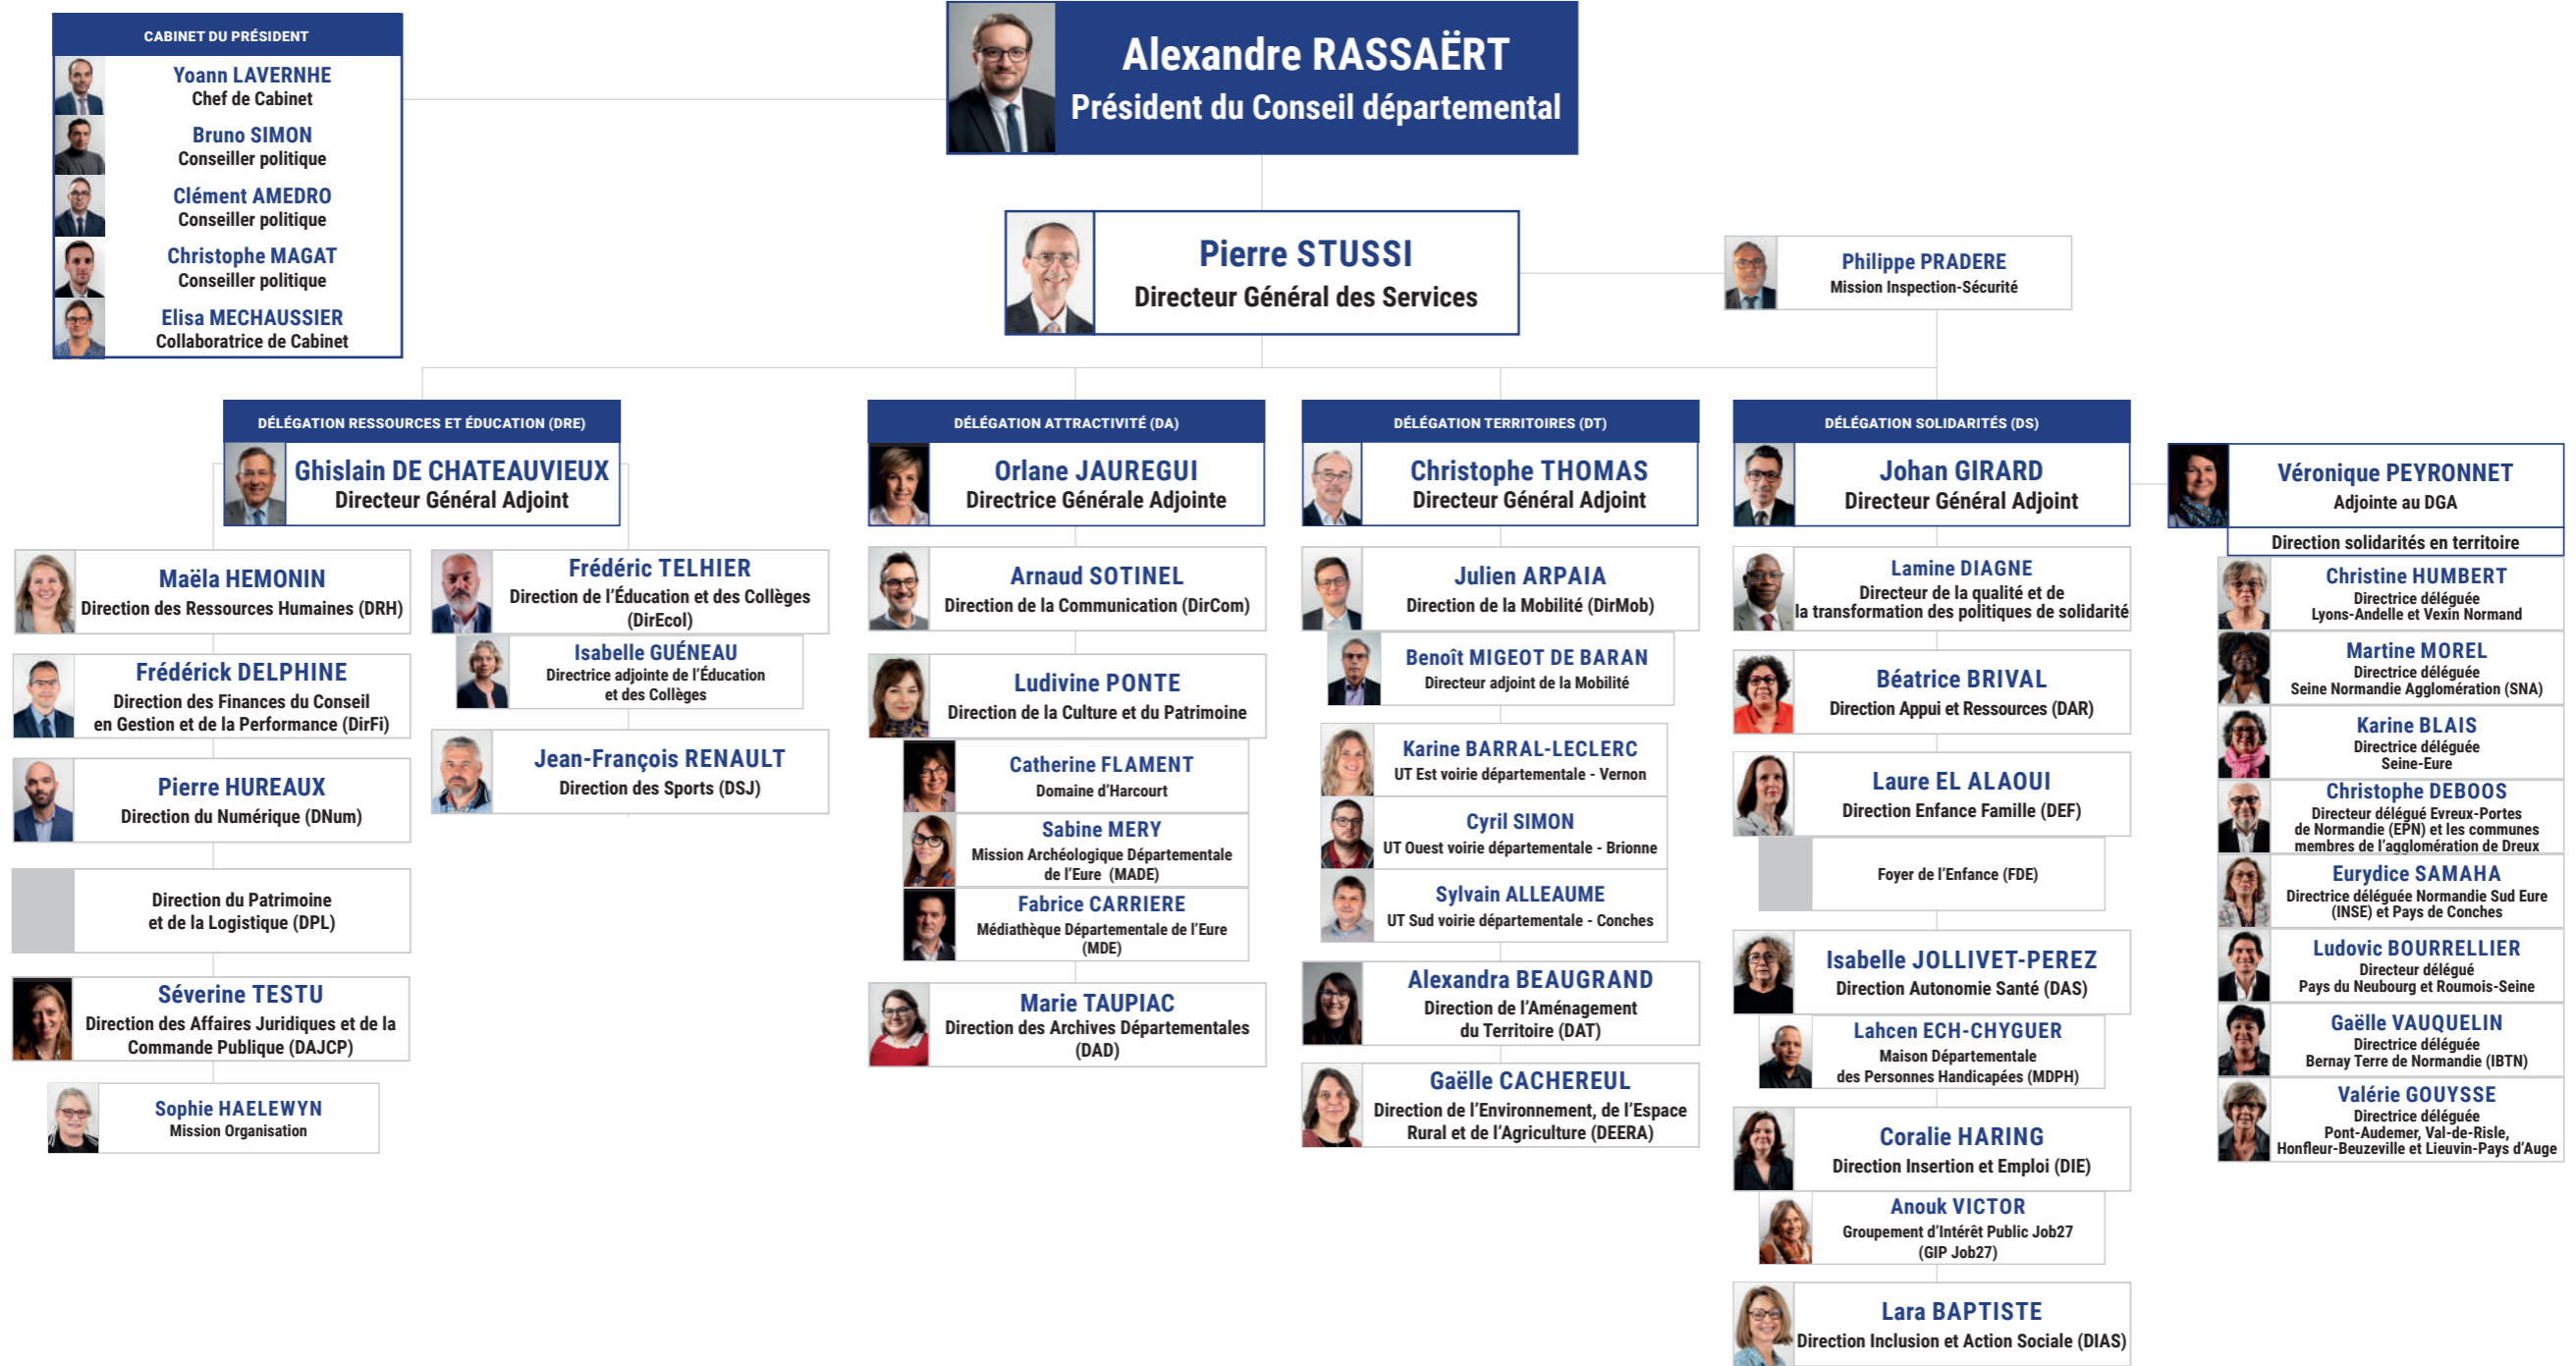 CABINET DU PRÉSIDENT
Yoann LAVERNHE
Chef de Cabinet
Bruno SIMON
Conseiller politique
Clément AMEDRO
Conseiller politique
Christophe MAGAT
Conseiller politique
Elisa MECHAUSSIER
Collaboratrice de Cabinet
Alexandre RASSAËRT
Président du Conseil départemental
Pierre STUSSI
Directeur Général des Services
Philippe PRADERE
Mission Inspection-Sécurité
DÉLÉGATION RESSOURCES ET ÉDUCATION (DRE)
Ghislain DE CHATEAUVIEUX
Directeur Général Adjoint
Maëla HEMONIN
Direction des Ressources Humaines (DRH)
Frédérick DELPHINE
Direction des Finances du Conseil
en Gestion et de la Performance (DirFi)
Pierre HUREAUX
Direction du Numérique (DNum)
Direction du Patrimoine
et de la Logistique (DPL)
Séverine TESTU
Direction des Affaires Juridiques et de la
Commande Publique (DAJCP)
Sophie HAELEWYN
Mission Organisation
Frédéric TELHIER
Direction de l'Éducation et des Collèges
(DirEcol)
Isabelle GUÉNEAU
Directrice adjointe de l'Éducation
et des Collèges
Jean-François RENAULT
Direction des Sports (DSJ)
DÉLÉGATION ATTRACTIVITÉ (DA)
Orlane JAUREGUI
Directrice Générale Adjointe
Arnaud SOTINEL
Direction de la Communication (DirCom)
Ludivine PONTE
Direction de la Culture et du Patrimoine
Catherine FLAMENT
Domaine d'Harcourt
Sabine MERY
Mission Archéologique Départementale
de l'Eure (MADE)
Fabrice CARRIERE
Médiathèque Départementale de l'Eure
(MDE)
Marie TAUPIAC
Direction des Archives Départementales
(DAD)
DÉLÉGATION TERRITOIRES (DT)
Christophe THOMAS
Directeur Général Adjoint
Julien ARPAIA
Direction de la Mobilité (DirMob)
Benoît MIGEOT DE BARAN
Directeur adjoint de la Mobilité
Karine BARRAL-LECLERC
UT Est voirie départementale - Vernon
Cyril SIMON
UT Ouest voirie départementale - Brionne
Sylvain ALLEAUME
UT Sud voirie départementale - Conches
Alexandra BEAUGRAND
Direction de l'Aménagement
du Territoire (DAT)
Gaëlle CACHEREUL
Direction de l'Environnement, de l'Espace
Rural et de l'Agriculture (DEERA)
DÉLÉGATION SOLIDARITÉS (DS)
Johan GIRARD
Directeur Général Adjoint
Lamine DIAGNE
Directeur de la qualité et de
la transformation des politiques de solidarité
Béatrice BRIVAL
Direction Appui et Ressources (DAR)
Laure EL ALAOUI
Direction Enfance Famille (DEF)
Foyer de l'Enfance (FDE)
Isabelle JOLLIVET-PEREZ
Direction Autonomie Santé (DAS)
Lahcen ECH-CHYGUER
Maison Départementale
des Personnes Handicapées (MDPH)
Coralie HARING
Direction Insertion et Emploi (DIE)
Anouk VICTOR
Groupement d'Intérêt Public Job27
(GIP Job27)
Lara BAPTISTE
Direction Inclusion et Action Sociale (DIAS)
Véronique PEYRONNET
Adjointe au DGA
Direction solidarités en territoire
Christine HUMBERT
Directrice déléguée
Lyons-Andelle et Vexin Normand
Martine MOREL
Directrice déléguée
Seine Normandie Agglomération (SNA)
Karine BLAIS
Directrice déléguée
Seine-Eure
Christophe DEBOOS
Directeur délégué Evreux-Portes
de Normandie (EPN) et les communes
membres de l'agglomération de Dreux
Eurydice SAMAHA
Directrice déléguée Normandie Sud Eure
(INSE) et Pays de Conches
Ludovic BOURRELLIER
Directeur délégué
Pays du Neubourg et Roumois-Seine
Gaëlle VAUQUELIN
Directrice déléguée
Bernay Terre de Normandie (IBTN)
Valérie GOUYSSE
Directrice déléguée
Pont-Audemer, Val-de-Risle,
Honfleur-Beuzeville et Lieuvin-Pays d'Auge